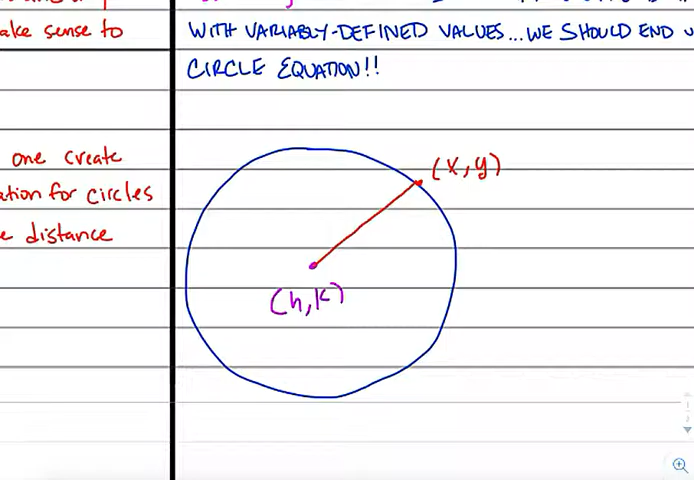 ake sense to
WITH VARIABLY-DEFINED VALUES...WE SHOULD END
CIRCLE EQUATION!!
one create
ation for circles
e distance
(x,y)
(h,k)